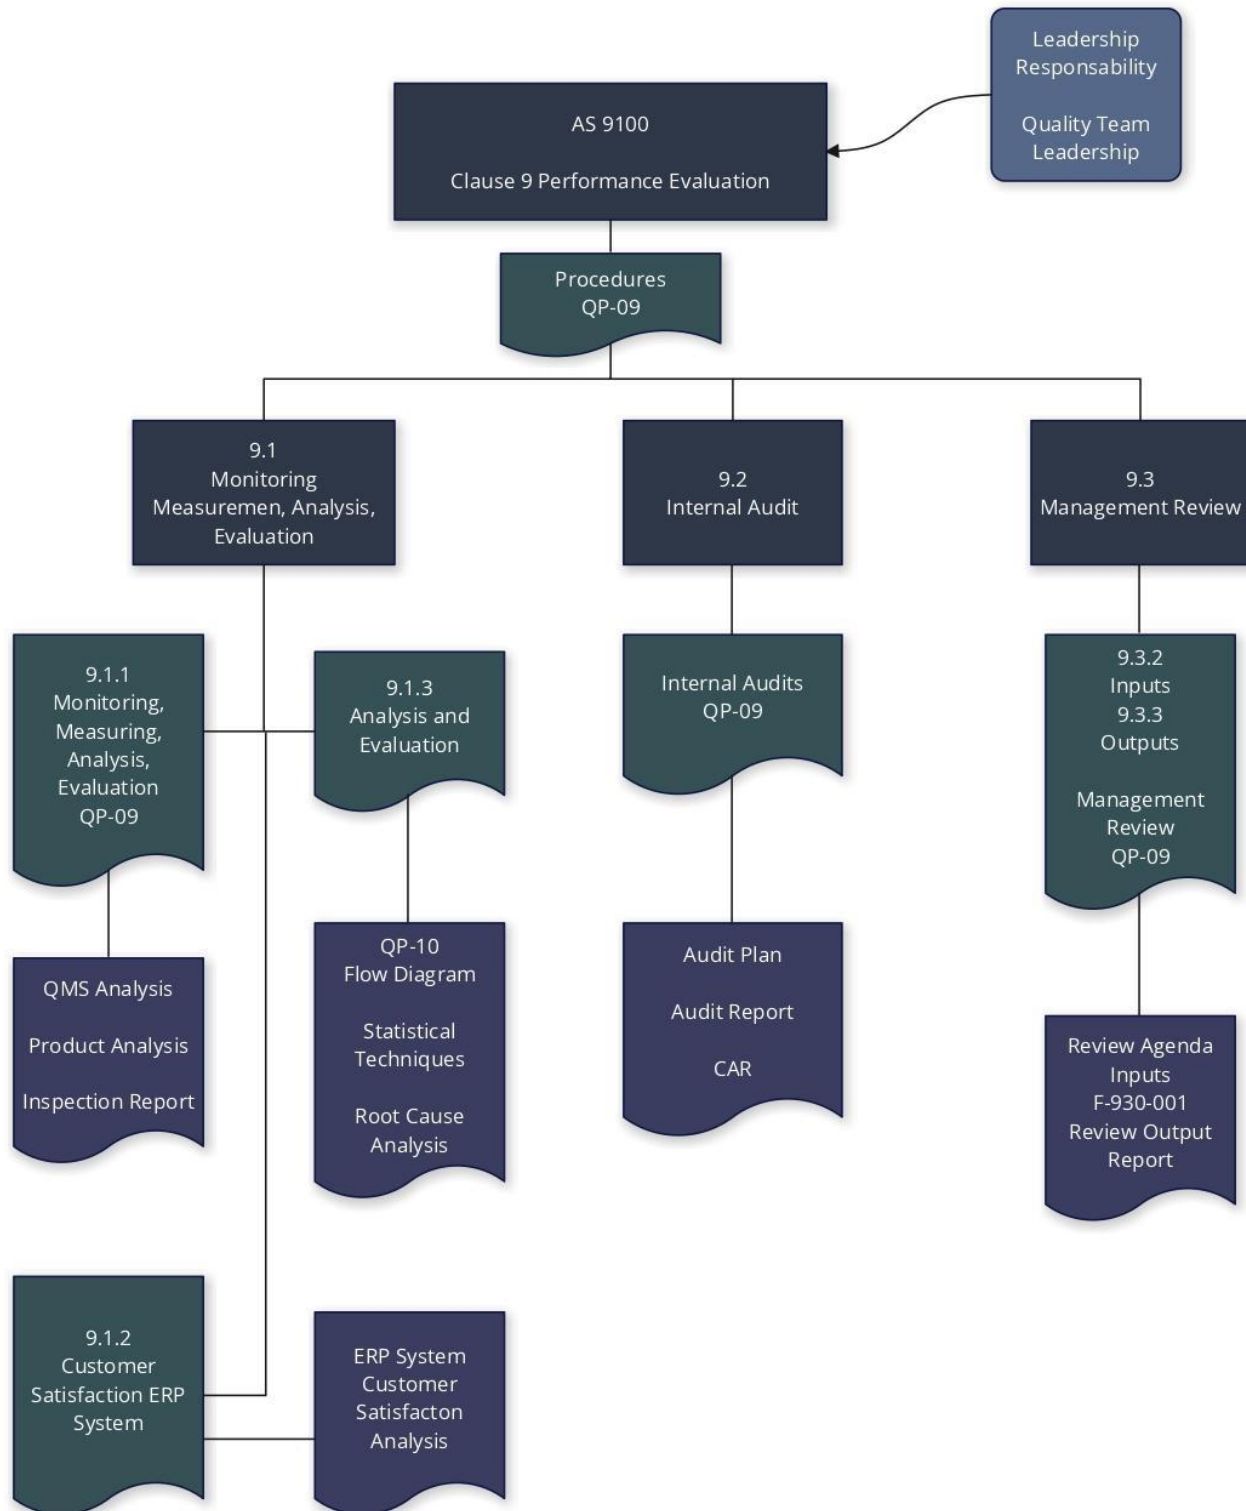 Leadership
Responsability
Quality Team
Leadership
AS 9100
Clause 9 Performance Evaluation
Procedures
QP-09
9.1
Monitoring
Measuremen, Analysis,
Evaluation
9.2
Internal Audit
9.3
Management Review
9.1.1
Monitoring,
Measuring,
Analysis,
Evaluation
QP-09
9.1.3
Analysis and
Evaluation
Internal Audits
QP-09
9.3.2
Inputs
9.3.3
Outputs
Management
Review
QP-09
QMS Analysis
Product Analysis
Inspection Report
QP-10
Flow Diagram
Statistical
Techniques
Root Cause
Analysis
Audit Plan
Audit Report
CAR
Review Agenda
Inputs
F-930-001
Review Output
Report
9.1.2
Customer
Satisfaction ERP
System
ERP System
Customer
Satisfacton
Analysis